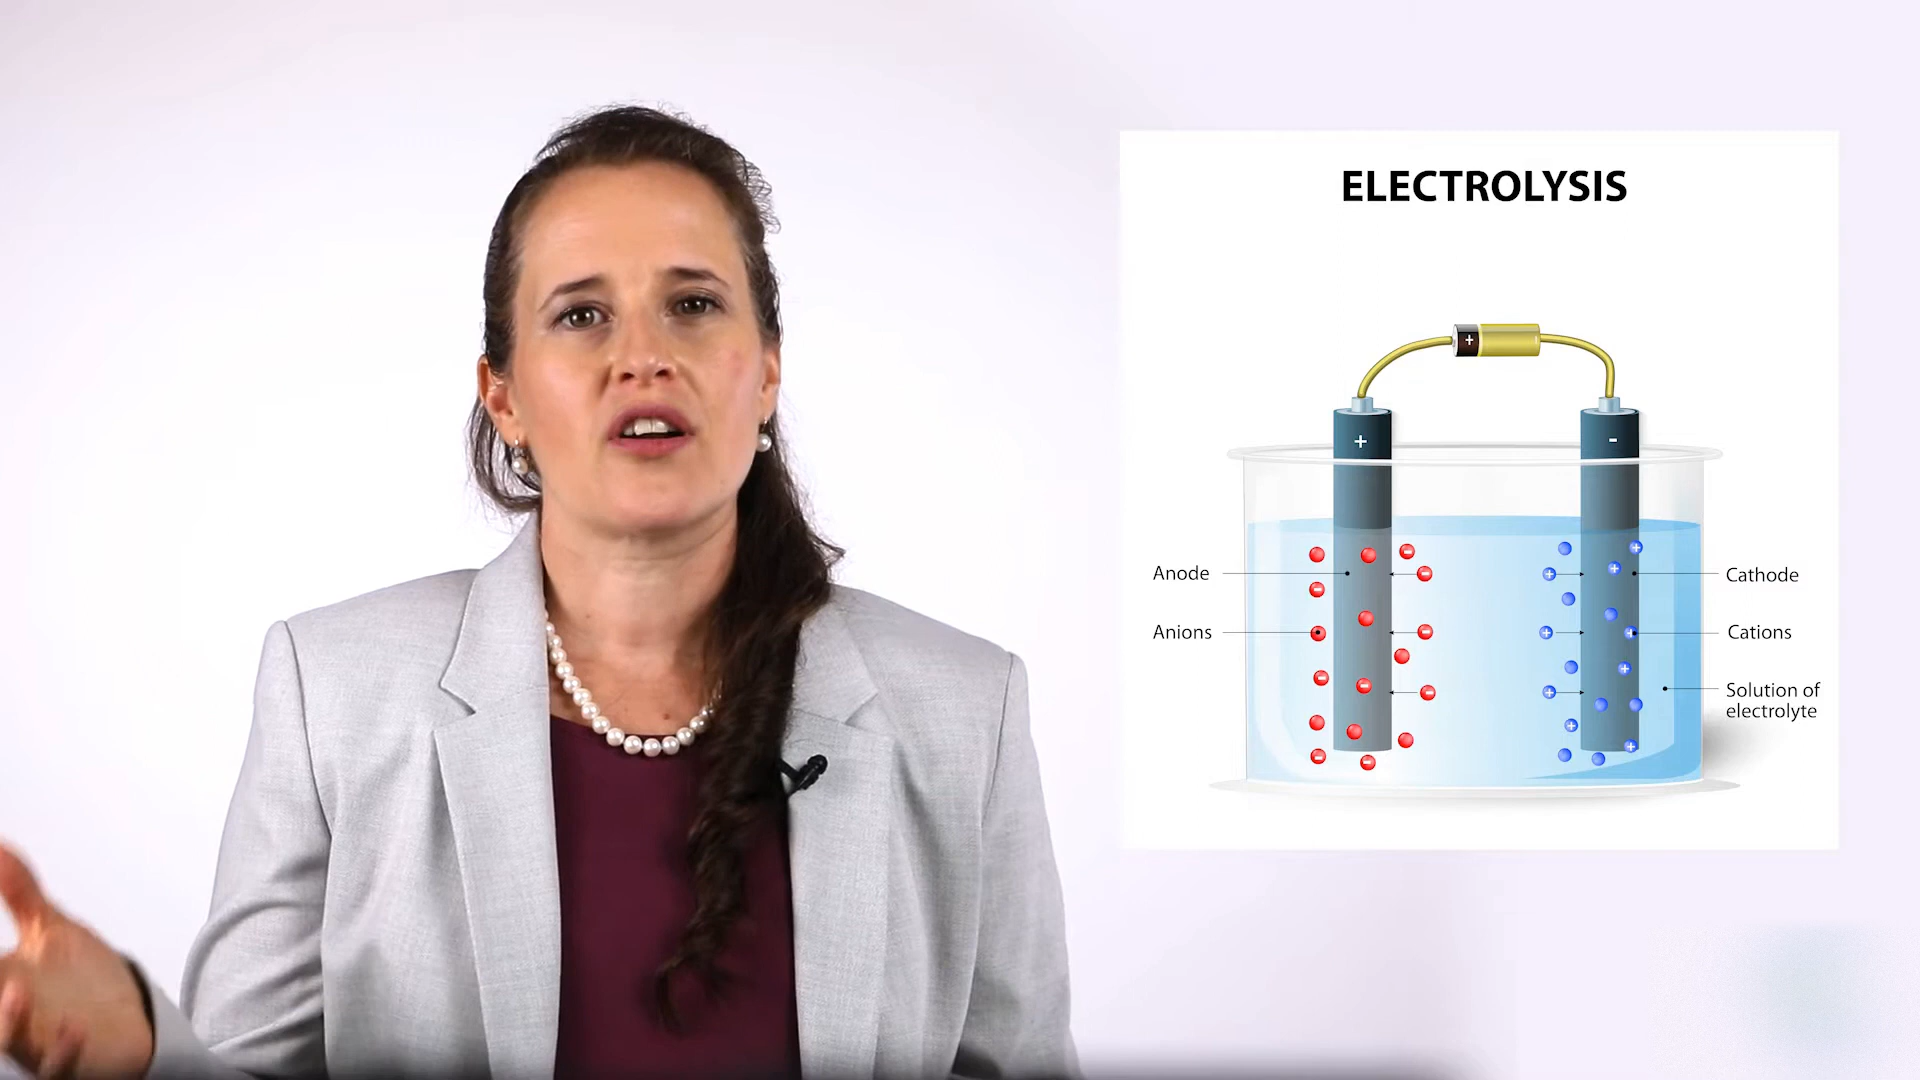 ELECTROLYSIS
+
+
-
Anode
Cathode
Anions
Cations
Solution of
electrolyte